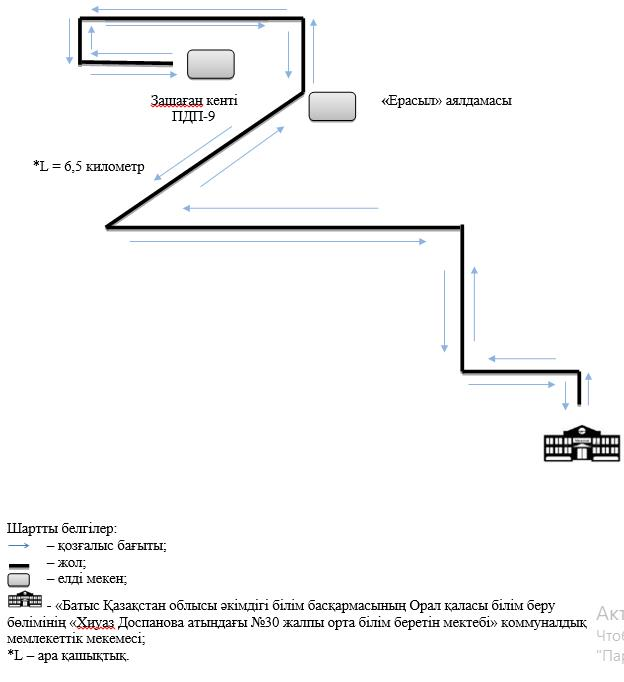 Зашаған кенті
ПДП-9
«Ерасыл» аялдамасы
*L = 6,5 километр
Шартты белгілер:
– қозғалыс бағыты;
– жол;
– елді мекен;
- «Батыс Қазақстан облысы әкімдігі білім басқармасының Орал қаласы білім беру
бөлімінің «Хиуаз Доспанова атындағы №30 жалпы орта білім беретін мектебі» коммуналдық
мемлекеттік мекемесі;
*L – ара қашықтық.